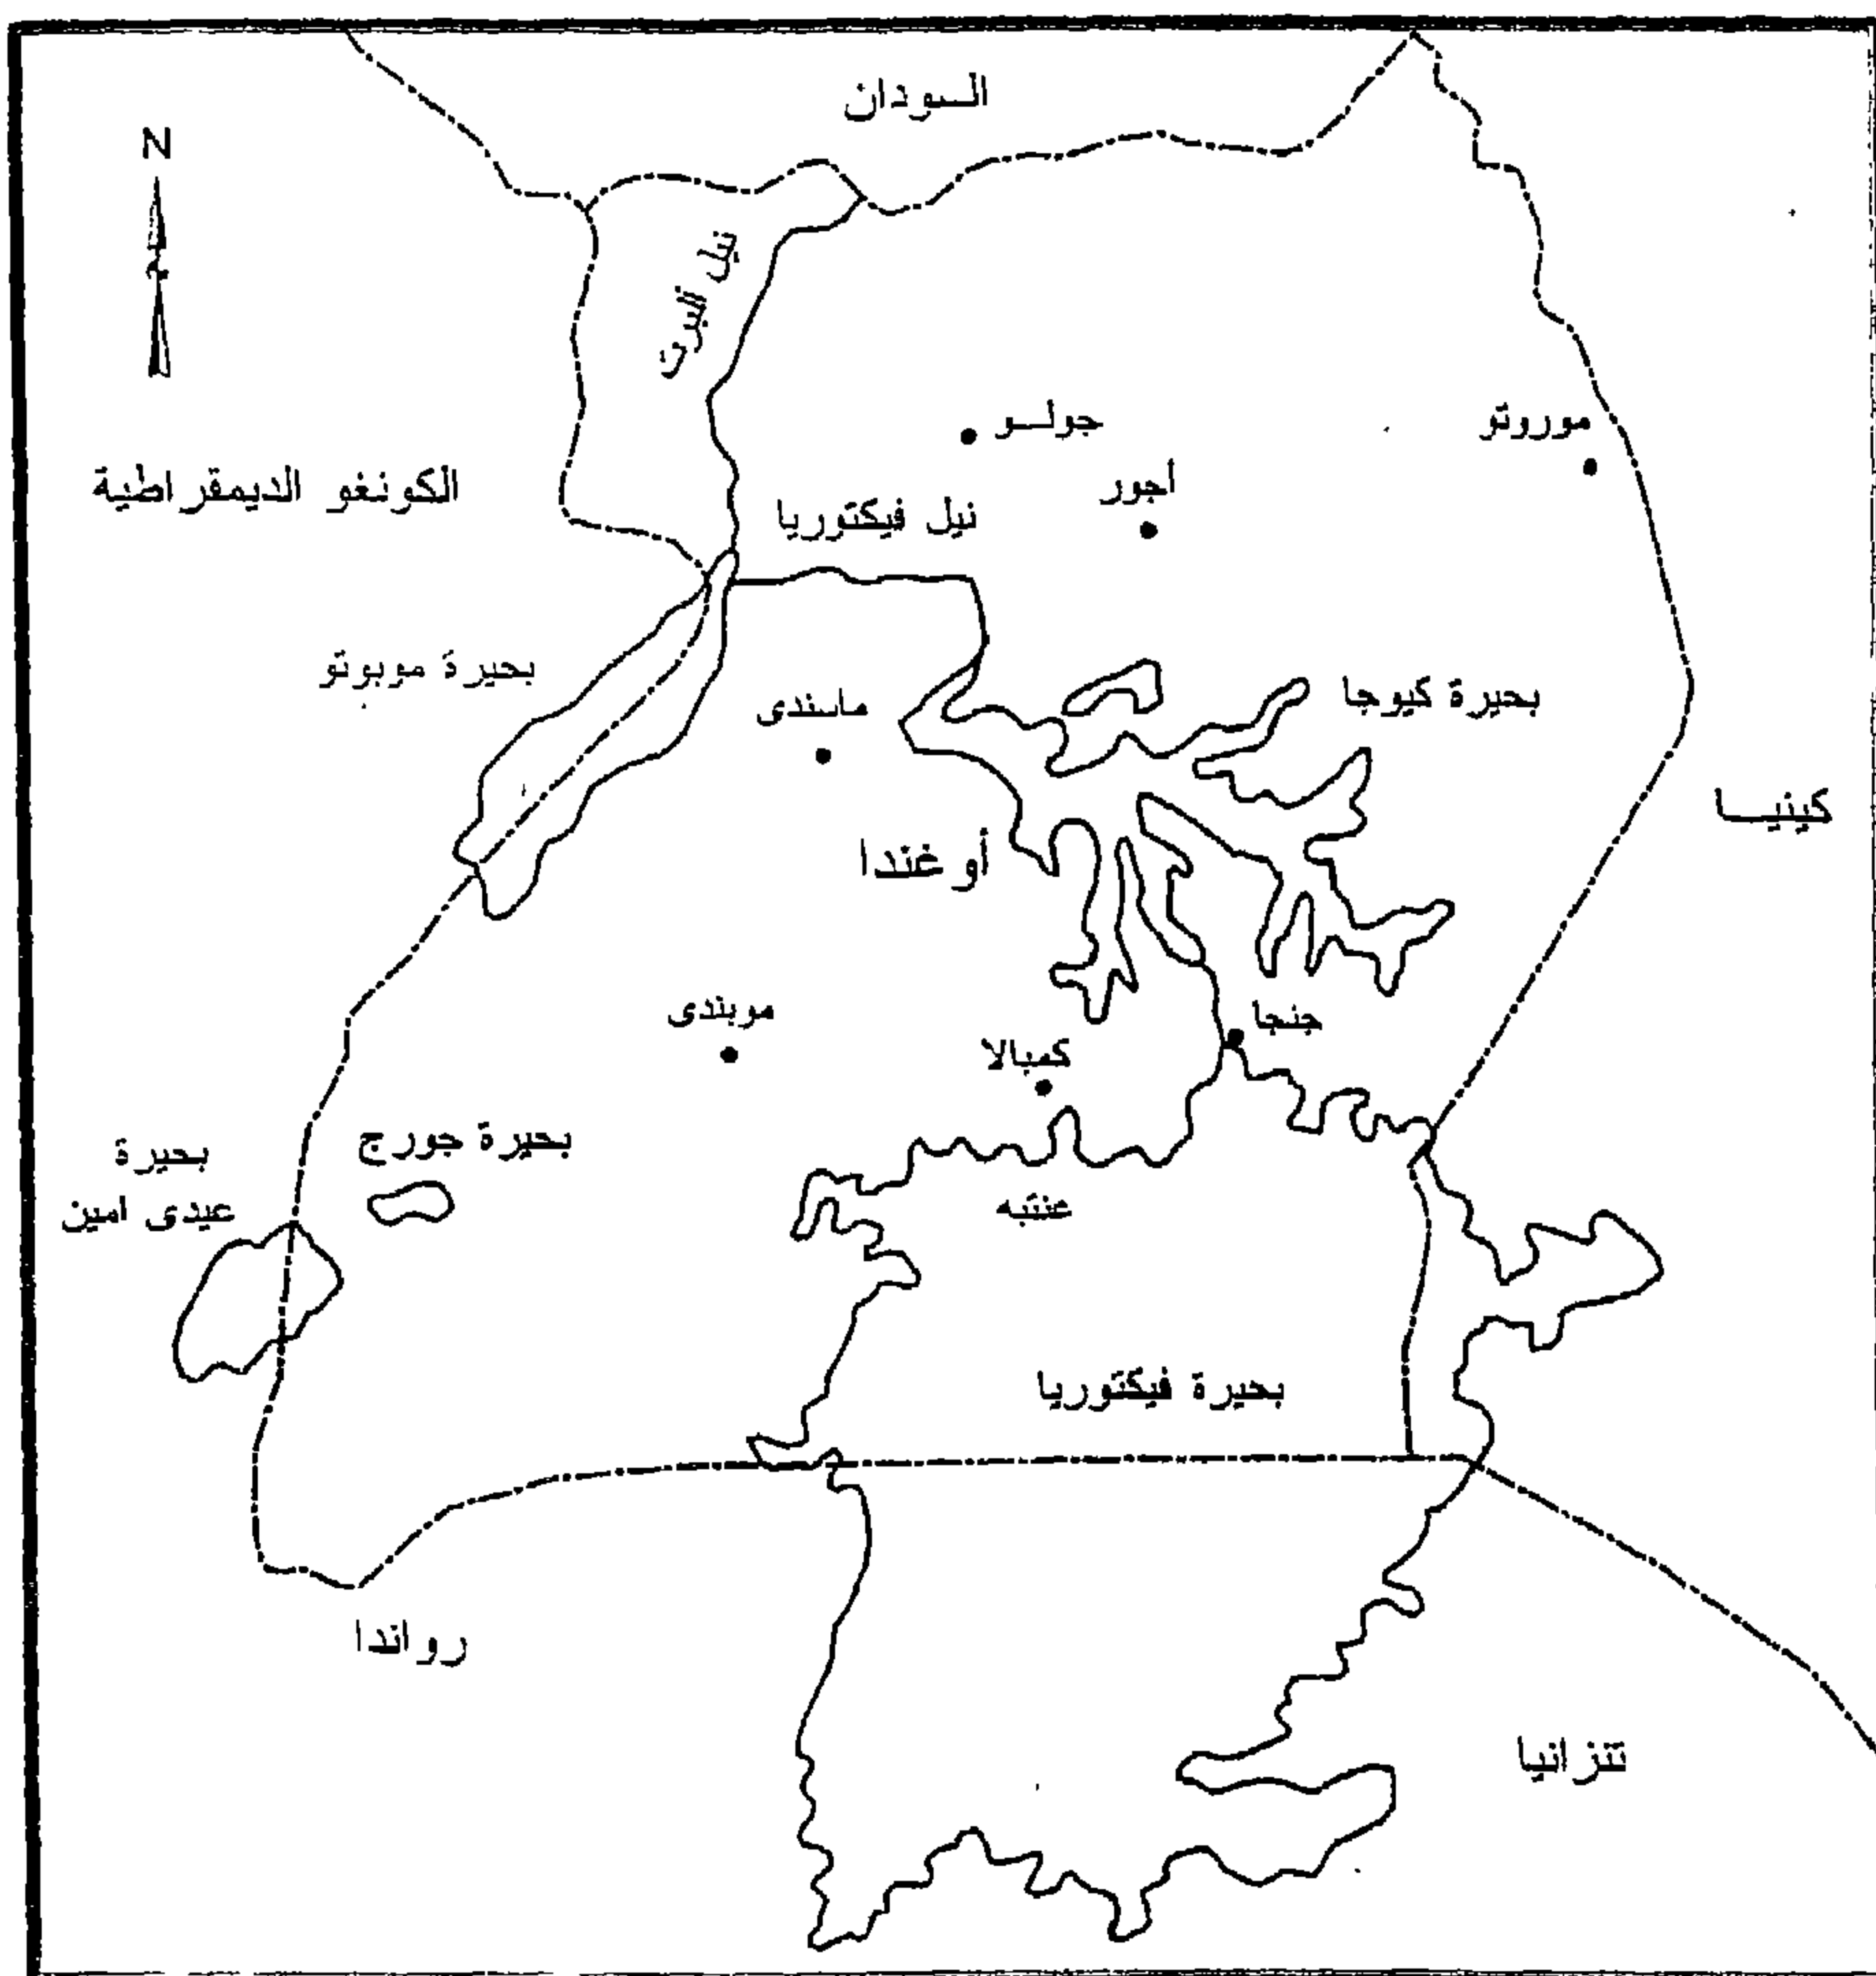 السودان
N
نيل البرت
جولو
موروتو
أجور
الكونغو الديمقراطية
نيل فيكتوريا
بحيرة موبوتو
ماسندى
بحيرة كيوجا
كينيا
أوغندا
موبندى
جنجا
كمبالا
بحيرة جورج
بحيرة
عيدى امين
عنتبه
بحيرة فيكتوريا
رواندا
تنزانيا